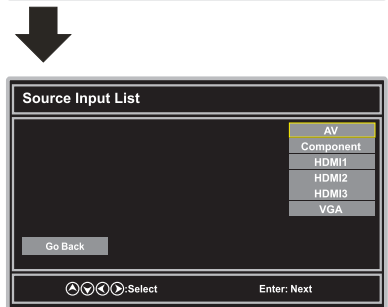 Source Input List
AV
Component
HDMI1
HDMI2
HDMI3
VGA
Go Back
:Select Enter: Next